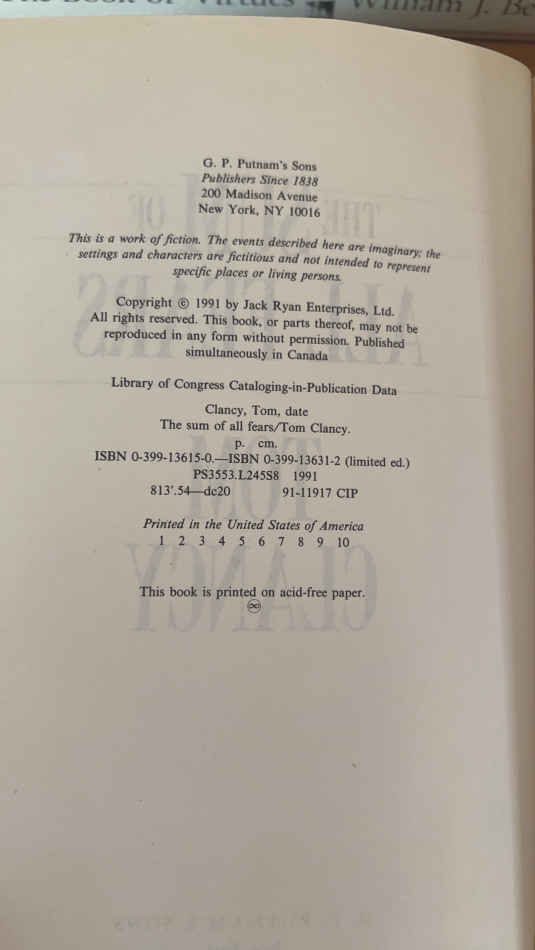 The Book of Virtues William J. Be
G. P. Putnam's Sons
Publishers Since 1838
200 Madison Avenue
New York, NY 10016
This is a work of fiction. The events described here are imaginary; the
settings and characters are fictitious and not intended to represent
specific places or living persons.
Copyright © 1991 by Jack Ryan Enterprises, Ltd.
All rights reserved. This book, or parts thereof, may not be
reproduced in any form without permission. Published
simultaneously in Canada
Library of Congress Cataloging-in-Publication Data
Clancy, Tom, date
The sum of all fears/Tom Clancy.
p. cm.
ISBN 0-399-13615-0.—ISBN 0-399-13631-2 (limited ed.)
PS3553.L245S8 1991
813'.54—dc20 91-11917 CIP
Printed in the United States of America
1 2 3 4 5 6 7 8 9 10
This book is printed on acid-free paper.
∞